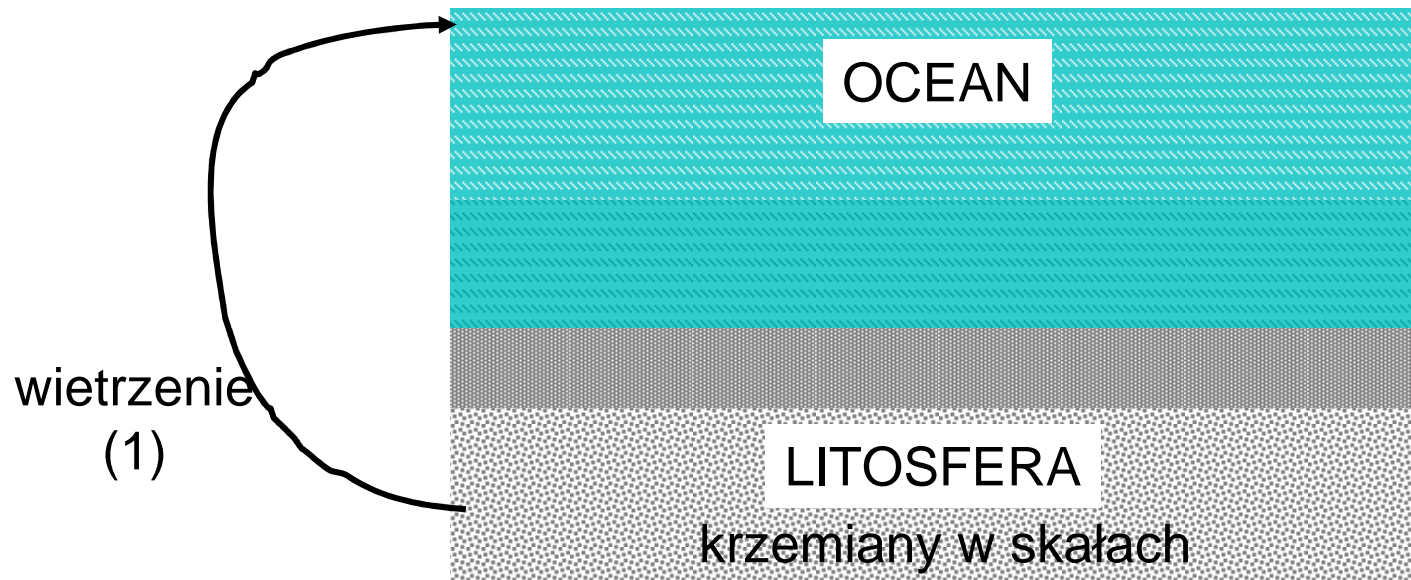 OCEAN
wietrzenie
(1)
LITOSFERA
krzemiany w skałach